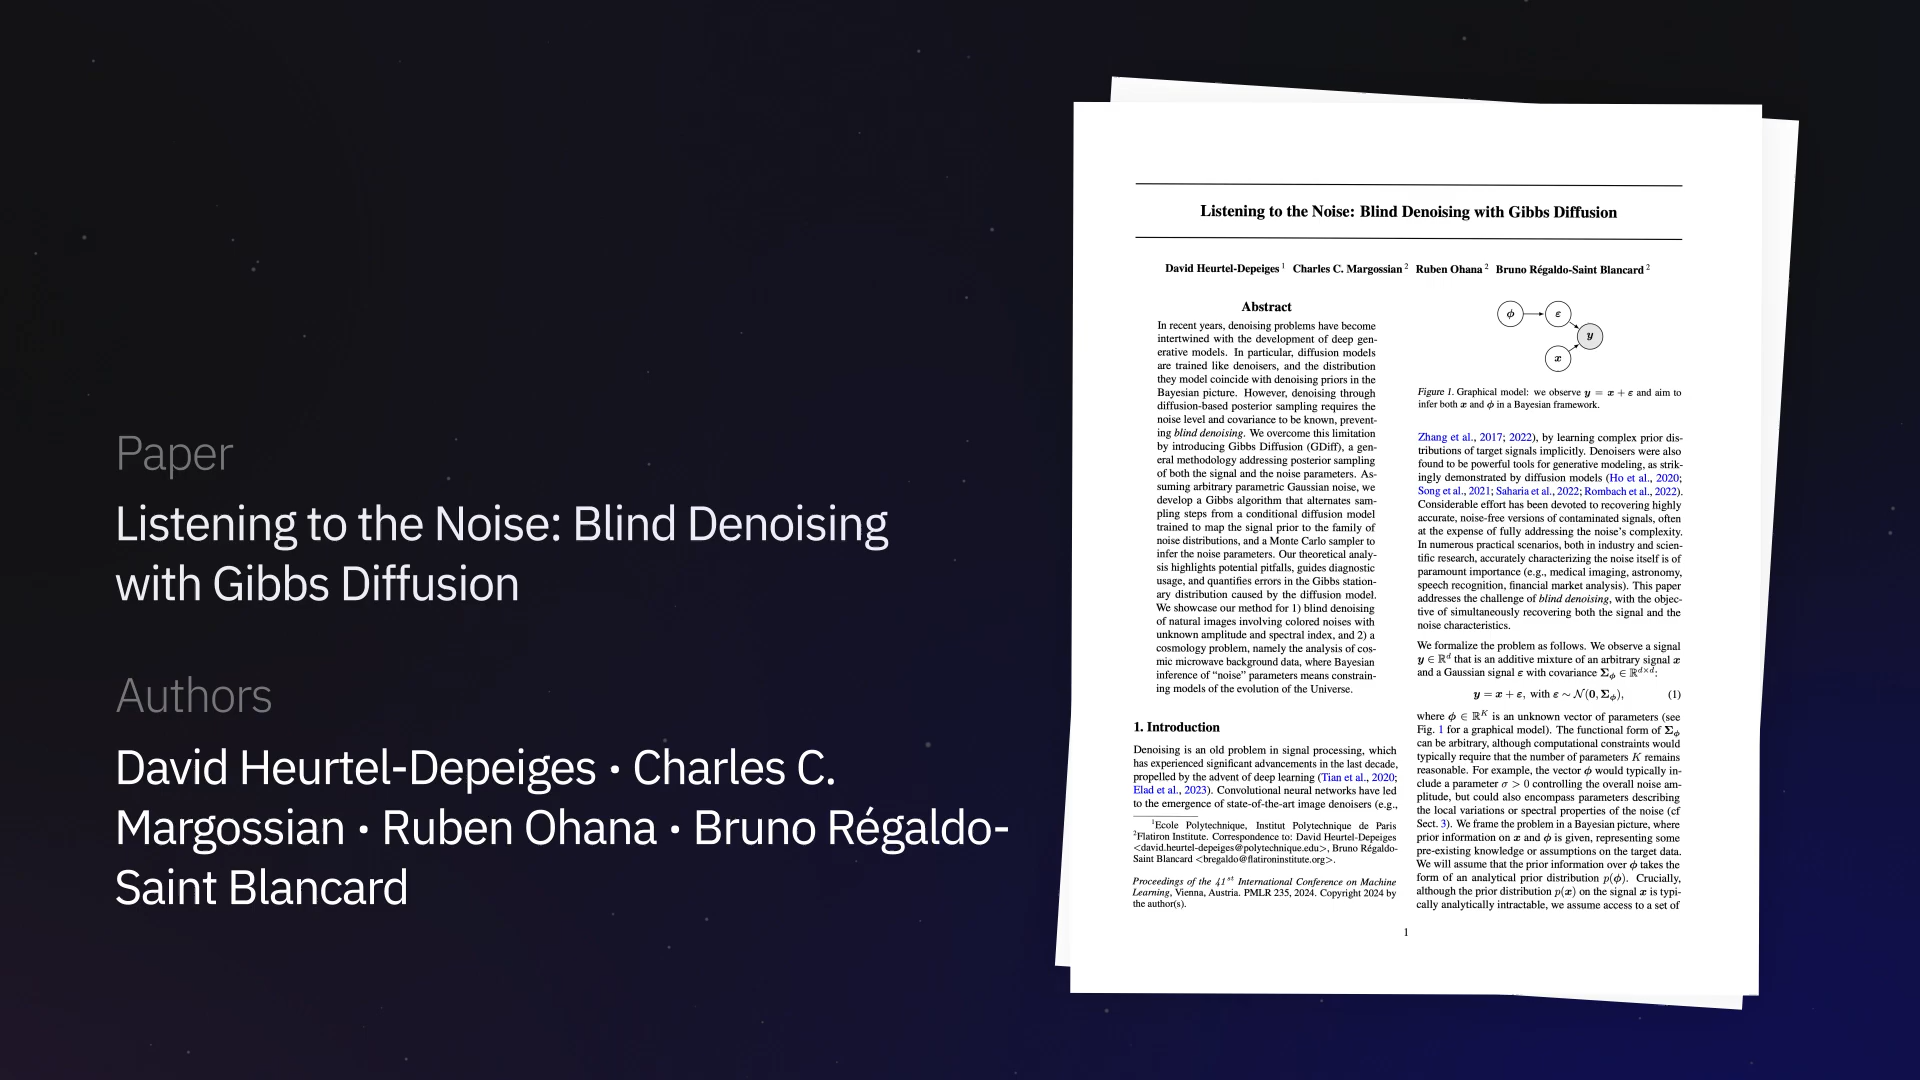 Paper
Listening to the Noise: Blind Denoising
with Gibbs Diffusion
Authors
David Heurtel-Depeiges • Charles C.
Margossian • Ruben Ohana • Bruno Régaldo-
Saint Blancard
Listening to the Noise: Blind Denoising with Gibbs Diffusion
David Heurtel-Depeiges 1 Charles C. Margossian 2 Ruben Ohana 2 Bruno Régaldo-Saint Blancard 2
Abstract
In recent years, denoising problems have become
intertwined with the development of deep gen-
erative models. In particular, diffusion models
are trained like denoisers, and the distribution
they model coincide with denoising priors in the
Bayesian picture. However, denoising through
diffusion-based posterior sampling requires the
noise level and covariance to be known, prevent-
ing blind denoising. We overcome this limitation
by introducing Gibbs Diffusion (GDiff), a gen-
eral methodology addressing posterior sampling
of both the signal and the noise parameters. As-
suming arbitrary parametric Gaussian noise, we
develop a Gibbs algorithm that alternates sam-
pling steps from a conditional diffusion model
trained to map the signal prior to the family of
noise distributions, and a Monte Carlo sampler to
infer the noise parameters. Our theoretical analy-
sis highlights potential pitfalls, guides diagnostic
usage, and quantifies errors in the Gibbs station-
ary distribution caused by the diffusion model.
We showcase our method for 1) blind denoising
of natural images involving colored noises with
unknown amplitude and spectral index, and 2) a
cosmology problem, namely the analysis of cos-
mic microwave background data, where Bayesian
inference of “noise” parameters means constrain-
ing models of the evolution of the Universe.
1. Introduction
Denoising is an old problem in signal processing, which
has experienced significant advancements in the last decade,
propelled by the advent of deep learning (Tian et al., 2020;
Elad et al., 2023). Convolutional neural networks have led
to the emergence of state-of-the-art image denoisers (e.g.,
1Ecole Polytechnique, Institut Polytechnique de Paris
2Flatiron Institute. Correspondence to: David Heurtel-Depeiges
<david.heurtel-depeiges@polytechnique.edu>, Bruno Régaldo-
Saint Blancard <bregaldo@flatironinstitute.org>.
Proceedings of the 41st International Conference on Machine
Learning, Vienna, Austria. PMLR 235, 2024. Copyright 2024 by
the author(s).
ϕ ε
y
x
Figure 1. Graphical model: we observe y = x + ε and aim to
infer both x and ϕ in a Bayesian framework.
Zhang et al., 2017; 2022), by learning complex prior dis-
tributions of target signals implicitly. Denoisers were also
found to be powerful tools for generative modeling, as strik-
ingly demonstrated by diffusion models (Ho et al., 2020;
Song et al., 2021; Saharia et al., 2022; Rombach et al., 2022).
Considerable effort has been devoted to recovering highly
accurate, noise-free versions of contaminated signals, often
at the expense of fully addressing the noise’s complexity.
In numerous practical scenarios, both in industry and scien-
tific research, accurately characterizing the noise itself is of
paramount importance (e.g., medical imaging, astronomy,
speech recognition, financial market analysis). This paper
addresses the challenge of blind denoising, with the objec-
tive of simultaneously recovering both the signal and the
noise characteristics.
We formalize the problem as follows. We observe a signal
y ∈ ℝᵈ that is an additive mixture of an arbitrary signal x
and a Gaussian signal ε with covariance Σϕ ∈ ℝᵈˣᵈ:
y = x + ε, with ε ∼ N(0, Σϕ), (1)
where ϕ ∈ ℝᴷ is an unknown vector of parameters (see
Fig. 1 for a graphical model). The functional form of Σϕ
can be arbitrary, although computational constraints would
typically require that the number of parameters K remains
reasonable. For example, the vector ϕ would typically in-
clude a parameter σ > 0 controlling the overall noise am-
plitude, but could also encompass parameters describing
the local variations or spectral properties of the noise (cf
Sect. 3). We frame the problem in a Bayesian picture, where
prior information on x and ϕ is given, representing some
pre-existing knowledge or assumptions on the target data.
We will assume that the prior information over ϕ takes the
form of an analytical prior distribution p(ϕ). Crucially,
although the prior distribution p(x) on the signal x is typi-
cally analytically intractable, we assume access to a set of
1